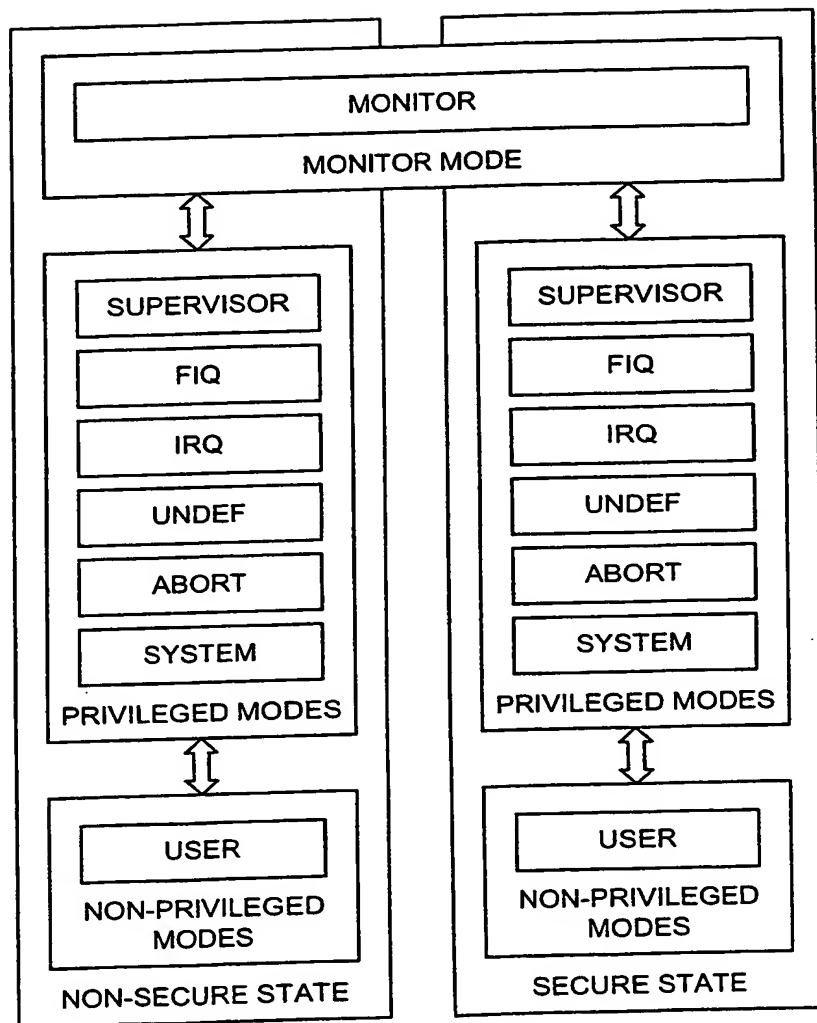 MONITOR
MONITOR MODE
SUPERVISOR
FIQ
IRQ
UNDEF
ABORT
SYSTEM
PRIVILEGED MODES
USER
NON-PRIVILEGED
MODES
NON-SECURE STATE
SUPERVISOR
FIQ
IRQ
UNDEF
ABORT
SYSTEM
PRIVILEGED MODES
USER
NON-PRIVILEGED
MODES
SECURE STATE